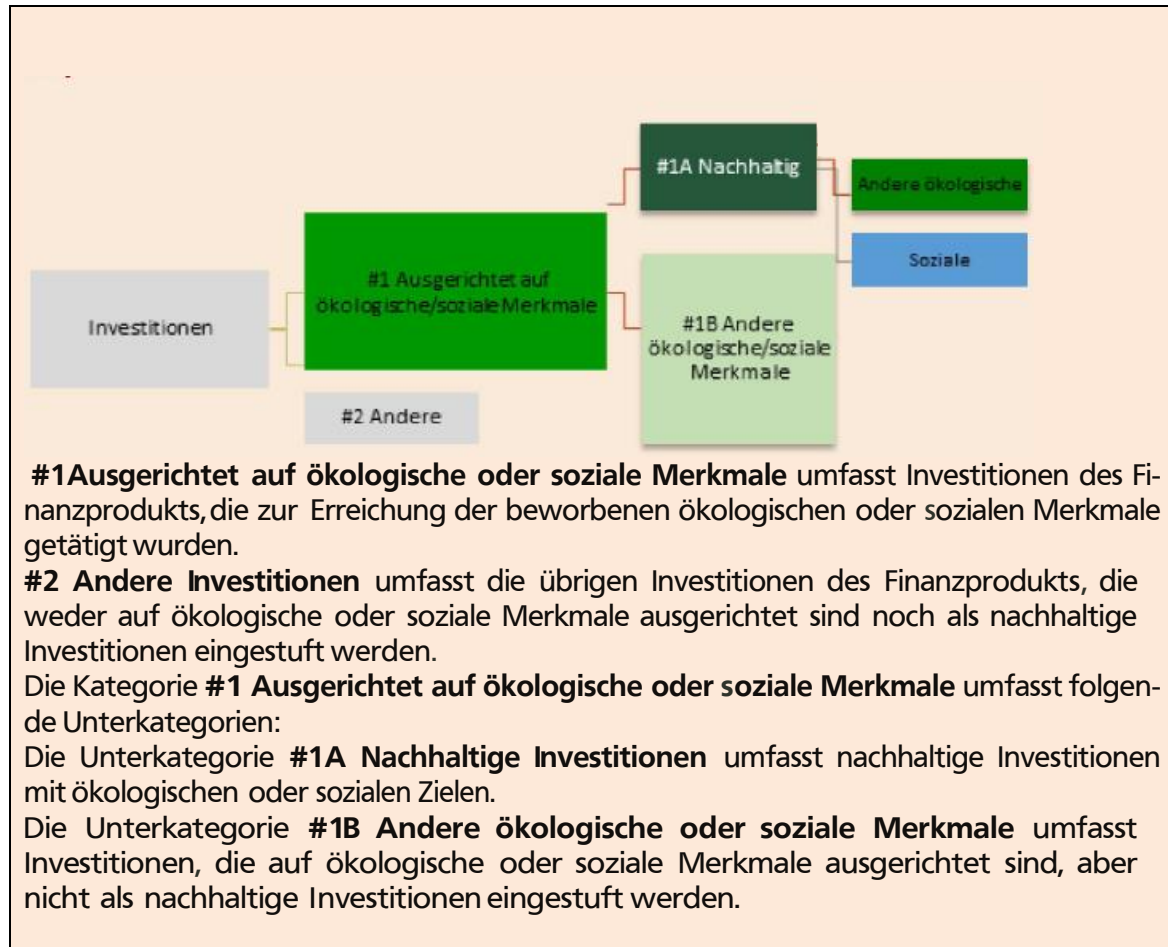 #1A Nachhaltig
Andere ökologische
Soziale
#1 Ausgerichtet auf
ökologische/soziale Merkmale
Investitionen
#1B Andere
ökologische/soziale
Merkmale
#2 Andere
#1Ausgerichtet auf ökologische oder soziale Merkmale umfasst Investitionen des Fi-
nanzprodukts, die zur Erreichung der beworbenen ökologischen oder sozialen Merkmale
getätigt wurden.
#2 Andere Investitionen umfasst die übrigen Investitionen des Finanzprodukts, die
weder auf ökologische oder soziale Merkmale ausgerichtet sind noch als nachhaltige
Investitionen eingestuft werden.
Die Kategorie #1 Ausgerichtet auf ökologische oder soziale Merkmale umfasst folgen-
de Unterkategorien:
Die Unterkategorie #1A Nachhaltige Investitionen umfasst nachhaltige Investitionen
mit ökologischen oder sozialen Zielen.
Die Unterkategorie #1B Andere ökologische oder soziale Merkmale umfasst
Investitionen, die auf ökologische oder soziale Merkmale ausgerichtet sind, aber
nicht als nachhaltige Investitionen eingestuft werden.